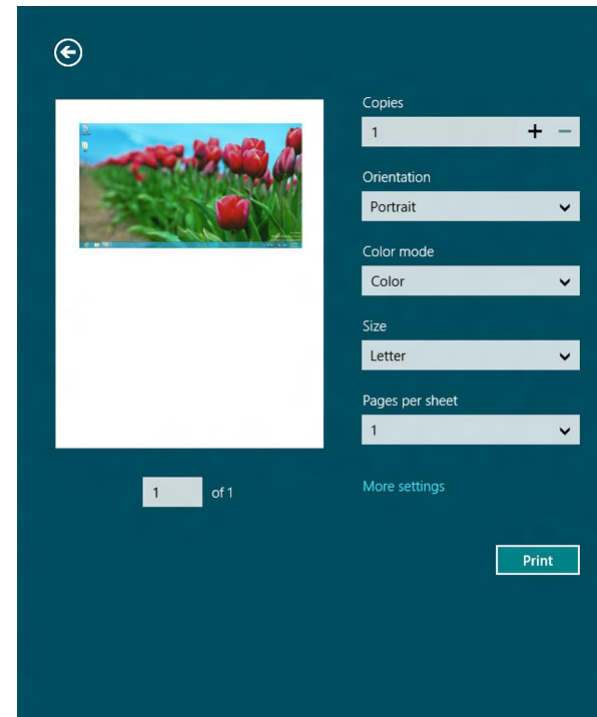 Copies
1
Orientation
Portrait
Color mode
Color
Size
Letter
Pages per sheet
1
More settings
1 of 1
Print